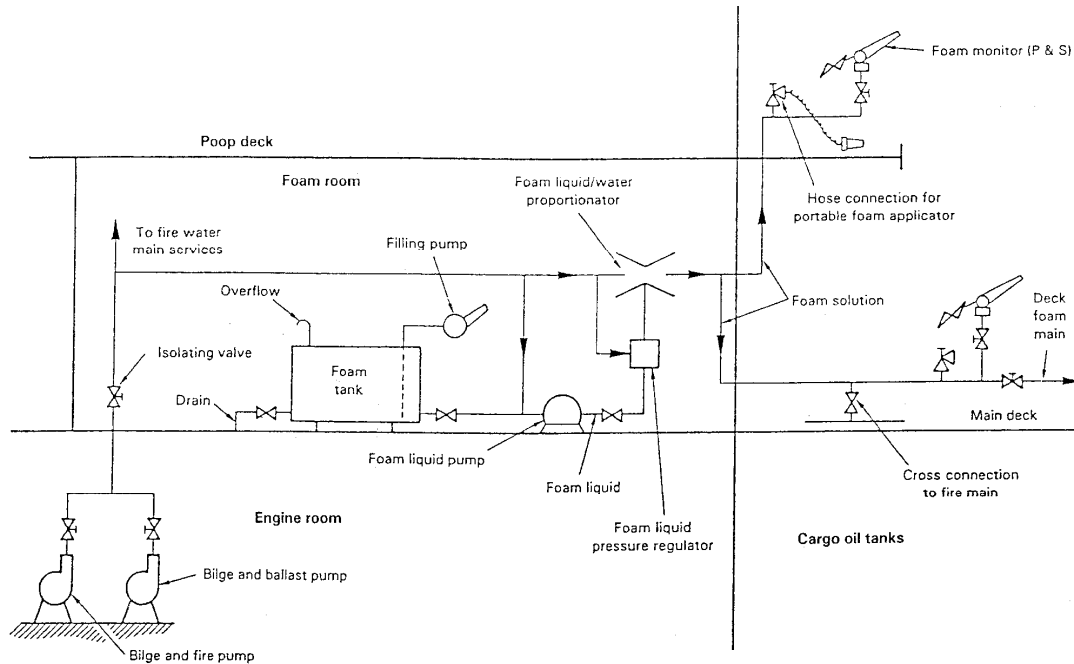 Foam monitor (P & S)
Poop deck
Foam room
Foam liquid/water
proportionator
Hose connection for
portable foam applicator
To fire water
main services
Filling pump
Overflow
Foam solution
Deck
foam
main
Isolating valve
Foam
tank
Drain
Main deck
Foam liquid pump
Foam liquid
Cross connection
to fire main
Engine room
Foam liquid
pressure regulator
Cargo oil tanks
Bilge and ballast pump
Bilge and fire pump